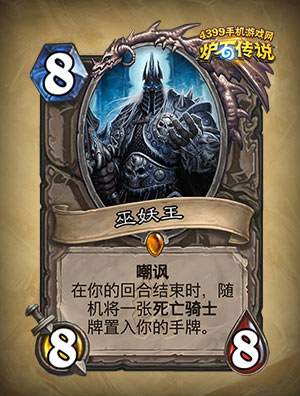 4399手机游戏网
炉石传说
8
巫妖王
嘲讽
在你的回合结束时，随
机将一张死亡骑士
牌置入你的手牌。
8
8